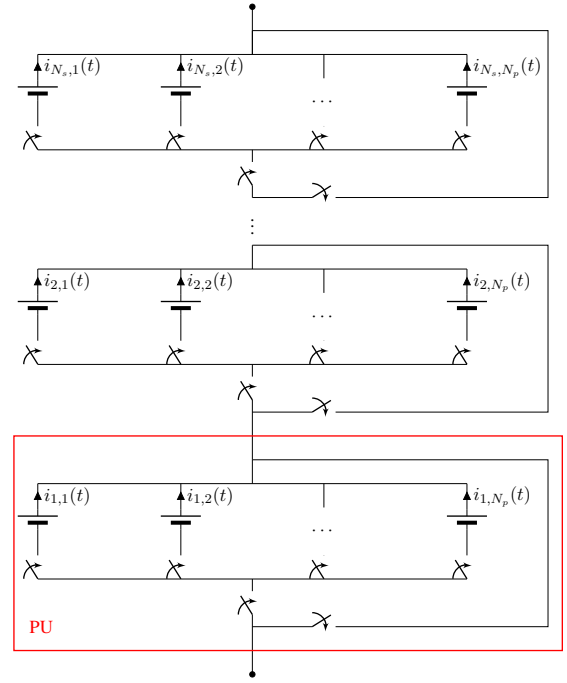 i_{N_s,1}(t) i_{N_s,2}(t) i_{N_s,N_p}(t)
...
⋮
i_{2,1}(t) i_{2,2}(t) i_{2,N_p}(t)
...
i_{1,1}(t) i_{1,2}(t) i_{1,N_p}(t)
...
PU